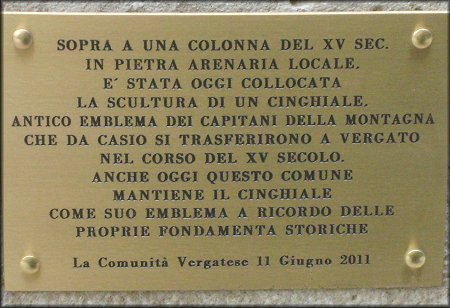 SOPRA A UNA COLONNA DEL XV SEC.
IN PIETRA ARENARIA LOCALE.
E´ STATA OGGI COLLOCATA
LA SCULTURA DI UN CINGHIALE.
ANTICO EMBLEMA DEI CAPITANI DELLA MONTAGNA
CHE DA CASIO SI TRASFERIRONO A VERGATO
NEL CORSO DEL XV SECOLO.
ANCHE OGGI QUESTO COMUNE
MANTIENE IL CINGHIALE
COME SUO EMBLEMA A RICORDO DELLE
PROPRIE FONDAMENTA STORICHE
La Comunità Vergatese 11 Giugno 2011